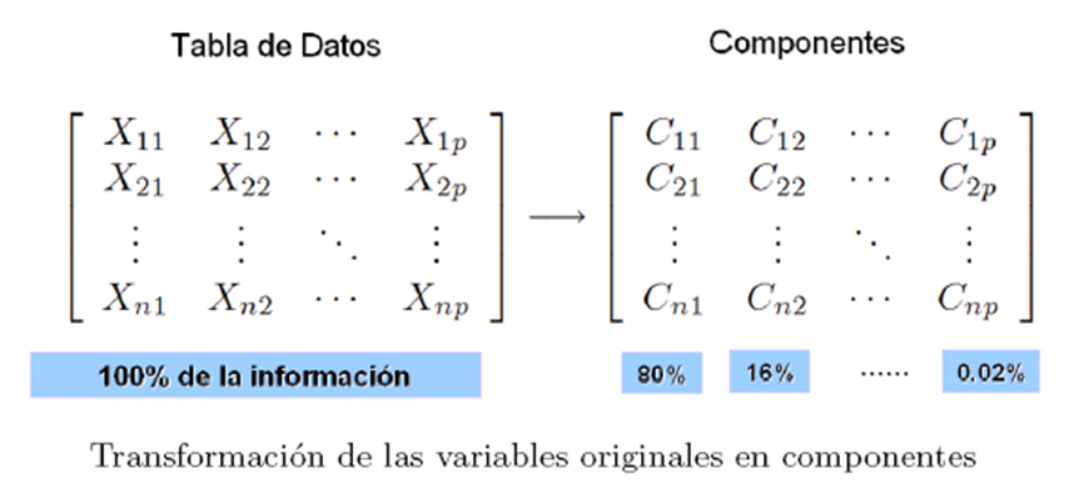 Tabla de Datos
Componentes
X11 X12 ⋯ X1p
X21 X22 ⋯ X2p
⋮ ⋮ ⋱ ⋮
Xn1 Xn2 ⋯ Xnp
⟶
C11 C12 ⋯ C1p
C21 C22 ⋯ C2p
⋮ ⋮ ⋱ ⋮
Cn1 Cn2 ⋯ Cnp
100% de la información
80% 16% ...... 0.02%
Transformación de las variables originales en componentes